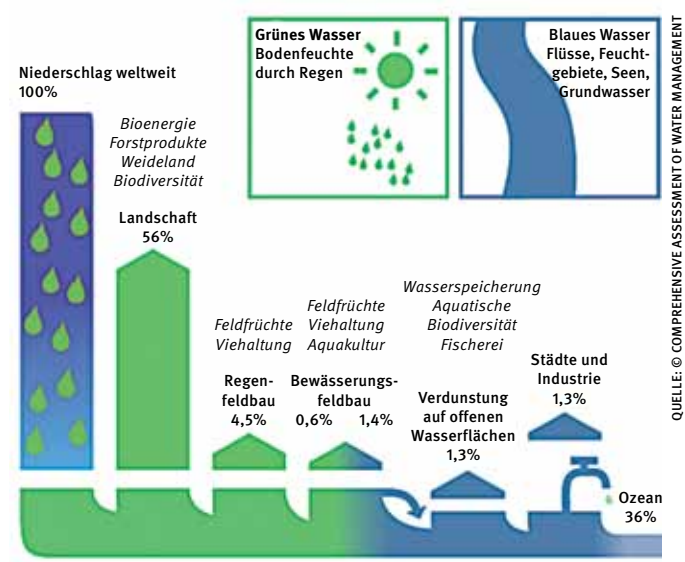 Grünes Wasser
Bodenfeuchte
durch Regen
Blaues Wasser
Flüsse, Feucht-
gebiete, Seen,
Grundwasser
Niederschlag weltweit
100%
Bioenergie
Forstprodukte
Weideland
Biodiversität
Landschaft
56%
Feldfrüchte
Viehaltung
Regen-
feldbau
4,5%
Feldfrüchte
Viehaltung
Aquakultur
Bewässerungs-
feldbau
0,6% 1,4%
Wasserspeicherung
Aquatische
Biodiversität
Fischerei
Verdunstung
auf offenen
Wasserflächen
1,3%
Städte und
Industrie
1,3%
Ozean
36%
QUELLE: © COMPREHENSIVE ASSESSMENT OF WATER MANAGEMENT